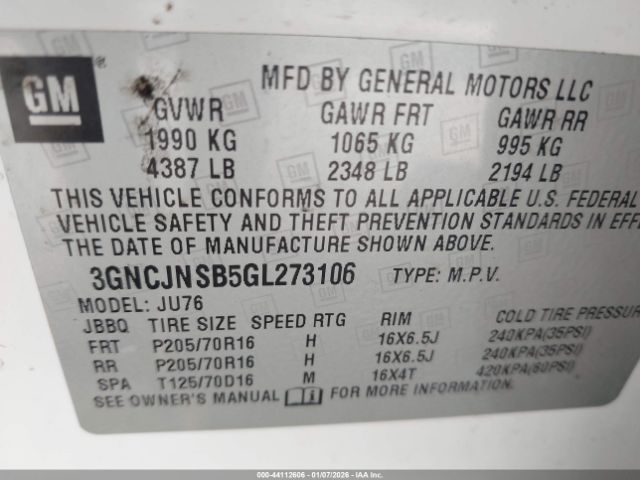 GM ®
MFD BY GENERAL MOTORS LLC
GVWR GAWR FRT GAWR RR
1990 KG 1065 KG 995 KG
4387 LB 2348 LB 2194 LB
THIS VEHICLE CONFORMS TO ALL APPLICABLE U.S. FEDERAL
VEHICLE SAFETY AND THEFT PREVENTION STANDARDS IN EFF
THE DATE OF MANUFACTURE SHOWN ABOVE.
3GNCJNSB5GL273106 TYPE: M.P.V.
MODEL: JU76
JBBQ TIRE SIZE SPEED RTG RIM COLD TIRE PRESSUR
FRT P205/70R16 H 16X6.5J 240KPA(35PSI)
RR P205/70R16 H 16X6.5J 240KPA(35PSI)
SPA T125/70D16 M 16X4T 420KPA(60PSI)
SEE OWNER'S MANUAL i FOR MORE INFORMATION.
000-44112606 - 01/07/2026 - IAAI.COM